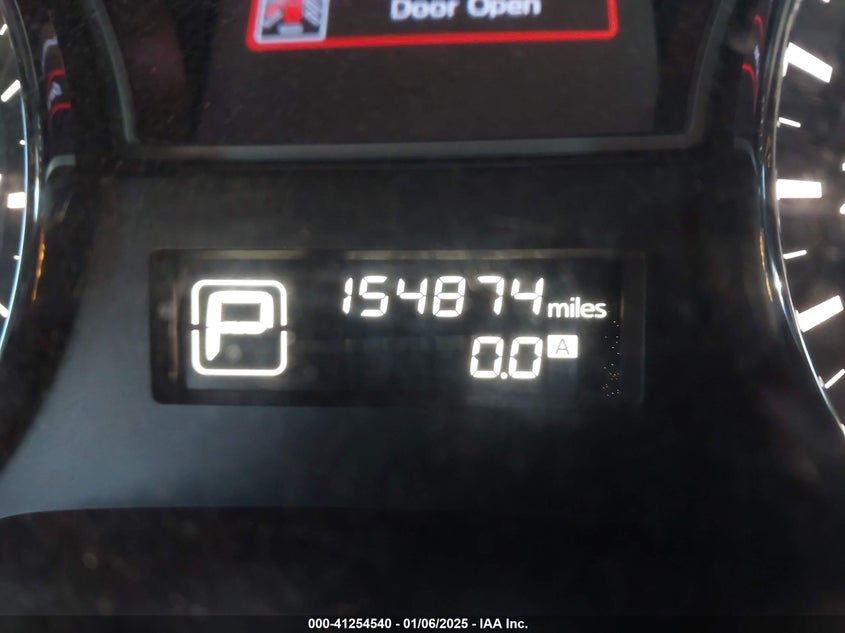 Door Open
P
154874 miles
0.0 A
000-41254540 - 01/06/2025 - IAA Inc.